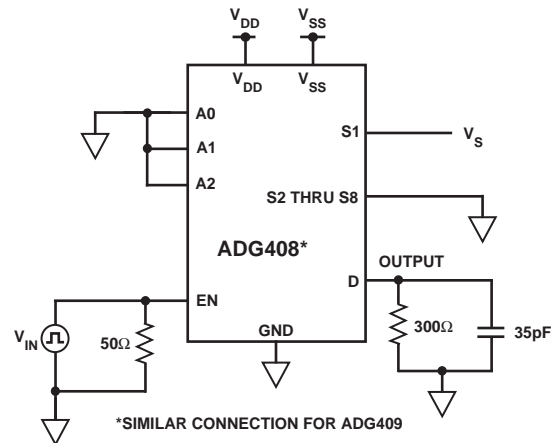 V_DD V_SS
V_DD V_SS
A0
A1
A2
S1 V_S
S2 THRU S8
ADG408*
OUTPUT
D
EN
GND
V_IN
50Ω
300Ω
35pF
*SIMILAR CONNECTION FOR ADG409